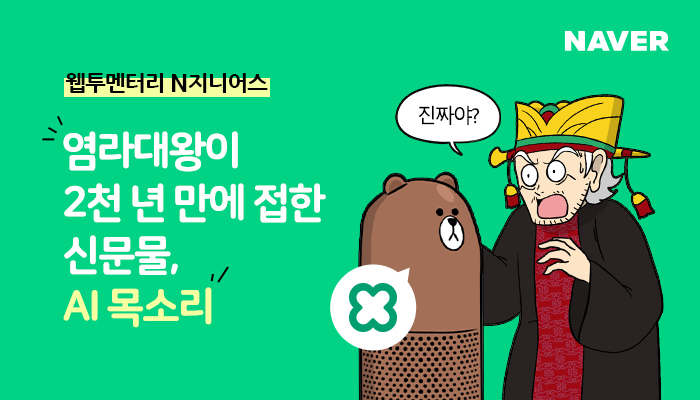 NAVER
웹투멘터리 N지니어스
염라대왕이
2천 년 만에 접한
신문물,
AI 목소리
진짜야?